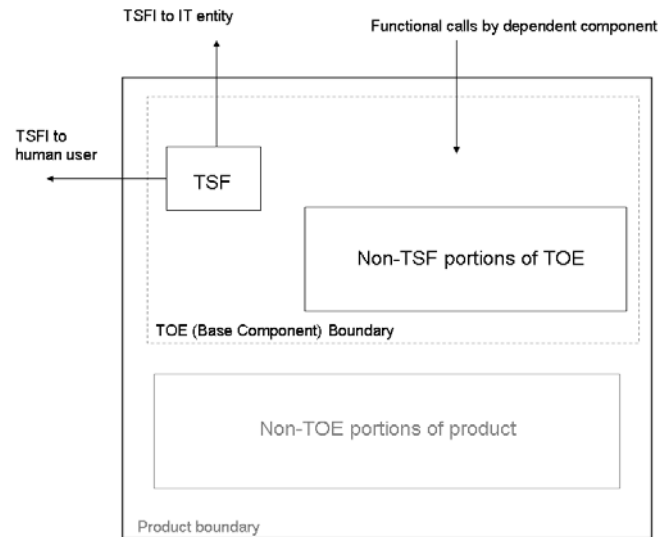 TSFI to IT entity
Functional calls by dependent component
TSFI to
human user
TSF
Non-TSF portions of TOE
TOE (Base Component) Boundary
Non-TOE portions of product
Product boundary